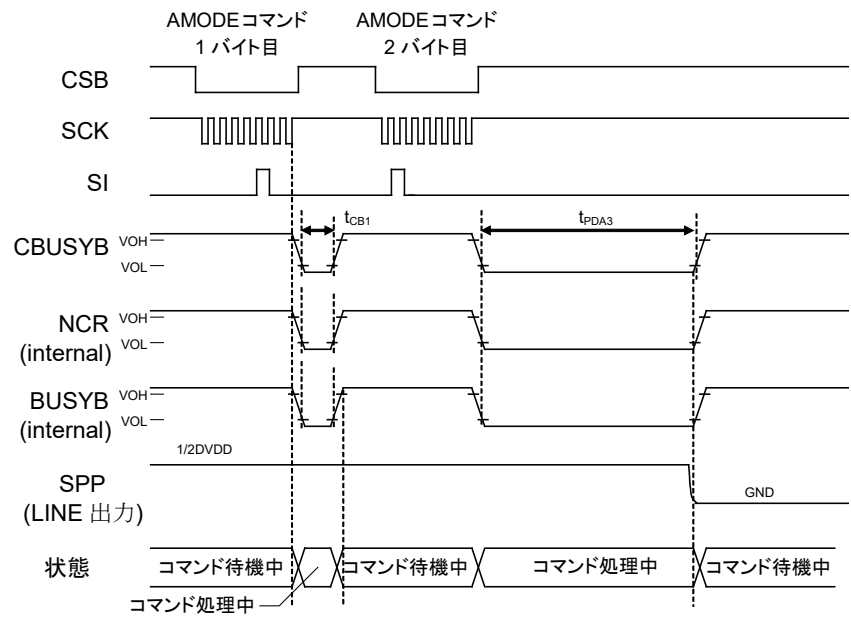 AMODEコマンド AMODEコマンド
1 バイト目 2 バイト目
CSB
SCK
SI
tCB1 tPDA3
CBUSYB VOH
VOL
NCR VOH
(internal) VOL
BUSYB VOH
(internal) VOL
1/2DVDD
SPP GND
(LINE 出力)
状態 コマンド待機中 コマンド待機中 コマンド処理中 コマンド待機中
コマンド処理中